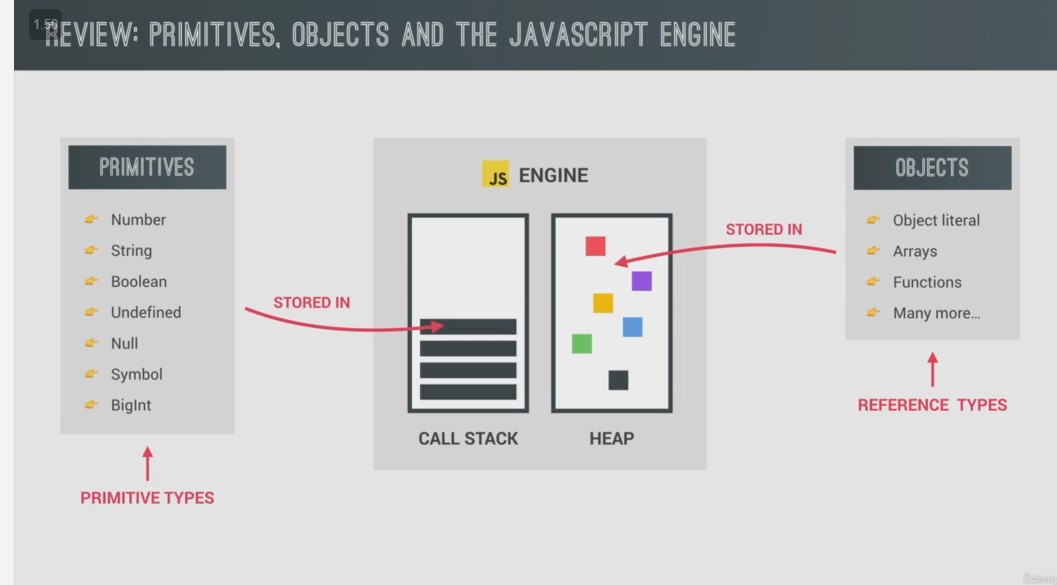 1.5
REVIEW: PRIMITIVES, OBJECTS AND THE JAVASCRIPT ENGINE
PRIMITIVES
Number
String
Boolean
Undefined
Null
Symbol
BigInt
PRIMITIVE TYPES
STORED IN
JS ENGINE
CALL STACK
HEAP
STORED IN
OBJECTS
Object literal
Arrays
Functions
Many more...
REFERENCE TYPES